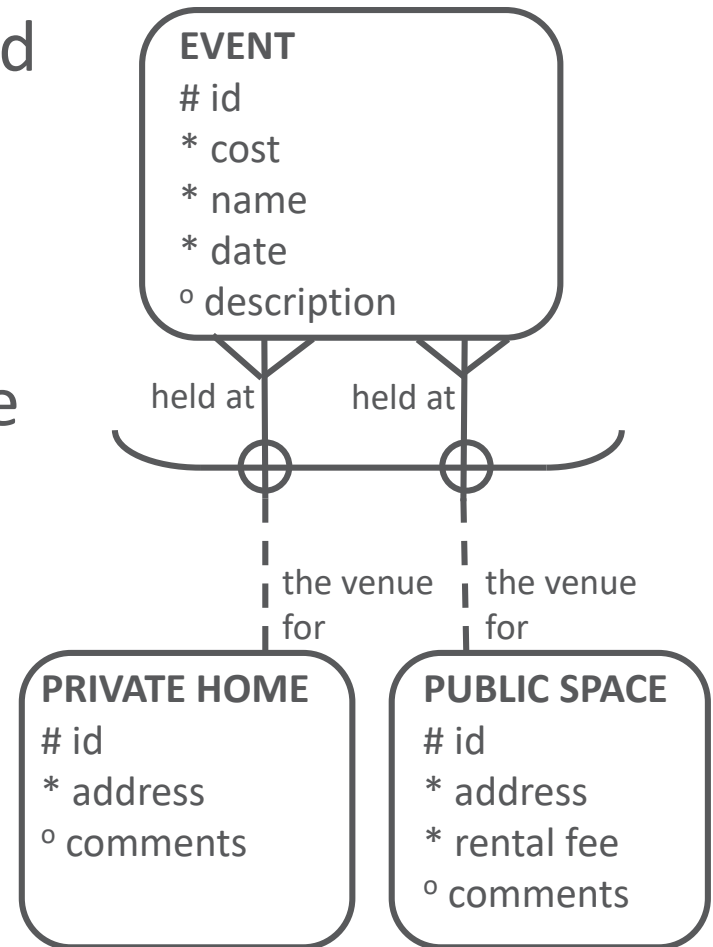 d
e
EVENT
# id
* cost
* name
* date
o description
held at
held at
the venue
for
the venue
for
PRIVATE HOME
# id
* address
o comments
PUBLIC SPACE
# id
* address
* rental fee
o comments